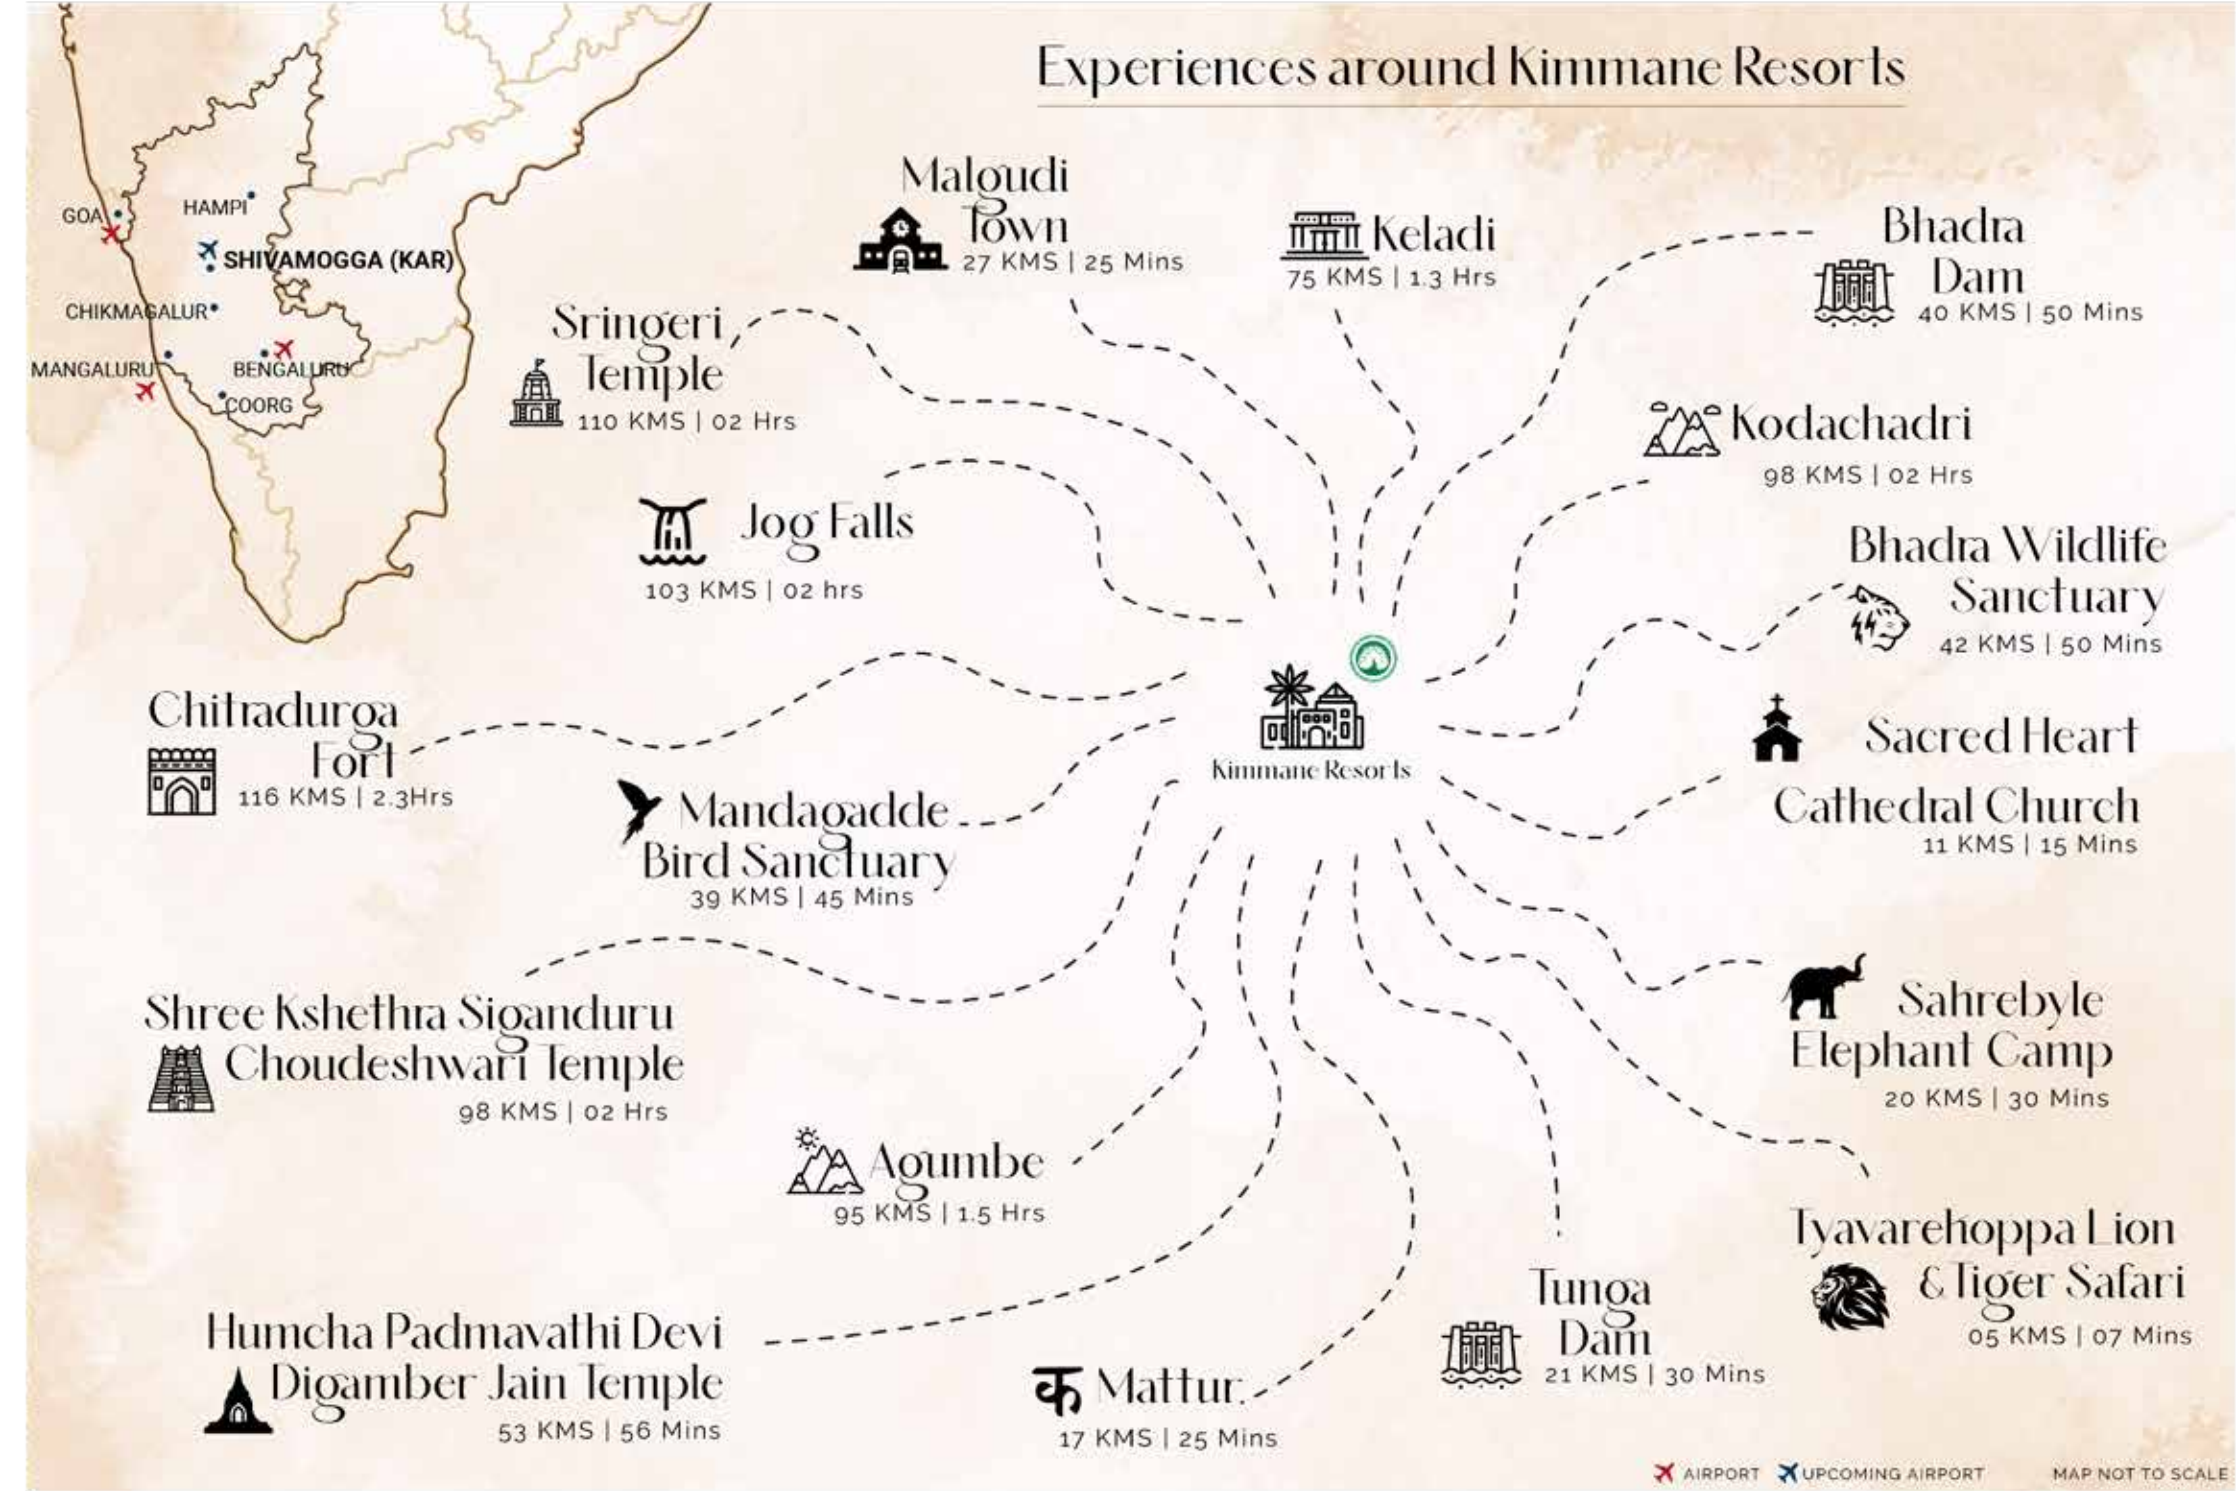 Experiences around Kimmane Resorts
GOA
HAMPI
SHIVAMOGGA (KAR)
CHIKMAGALUR
MANGALURU
BENGALURU
COORG
Malgudi
Town
27 KMS | 25 Mins
Keladi
75 KMS | 1.3 Hrs
Bhadra
Dam
40 KMS | 50 Mins
Sringeri
Temple
110 KMS | 02 Hrs
Kodachadri
98 KMS | 02 Hrs
Jog Falls
103 KMS | 02 hrs
Bhadra Wildlife
Sanctuary
42 KMS | 50 Mins
Chitradurga
Fort
116 KMS | 2.3Hrs
Kimmane Resorts
Sacred Heart
Cathedral Church
11 KMS | 15 Mins
Mandagadde
Bird Sanctuary
39 KMS | 45 Mins
Shree Kshethra Siganduru
Choudeshwari Temple
98 KMS | 02 Hrs
Sahrebyle
Elephant Camp
20 KMS | 30 Mins
Agumbe
95 KMS | 1.5 Hrs
Tyavarehoppa Lion
& Tiger Safari
05 KMS | 07 Mins
Humcha Padmavathi Devi
Digamber Jain Temple
53 KMS | 56 Mins
क Mattur
17 KMS | 25 Mins
Tunga
Dam
21 KMS | 30 Mins
AIRPORT UPCOMING AIRPORT MAP NOT TO SCALE